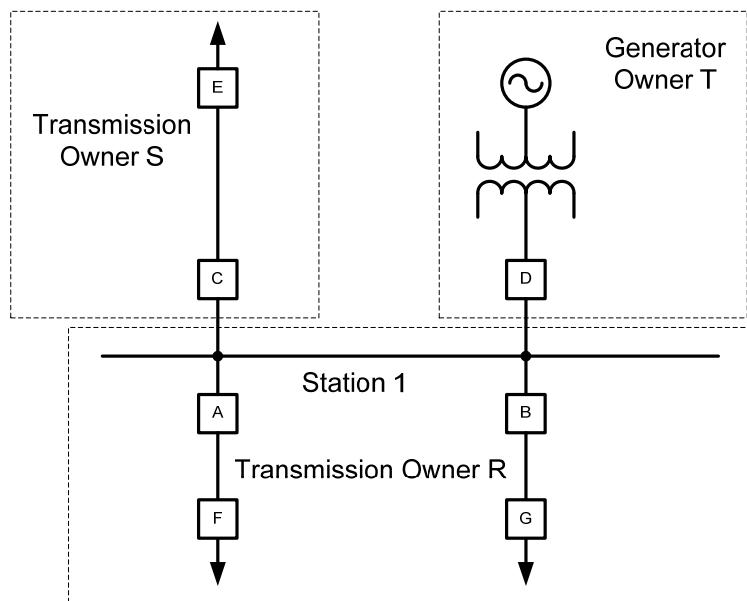 E
Transmission
Owner S
C
Generator
Owner T
D
Station 1
A
B
Transmission Owner R
F
G